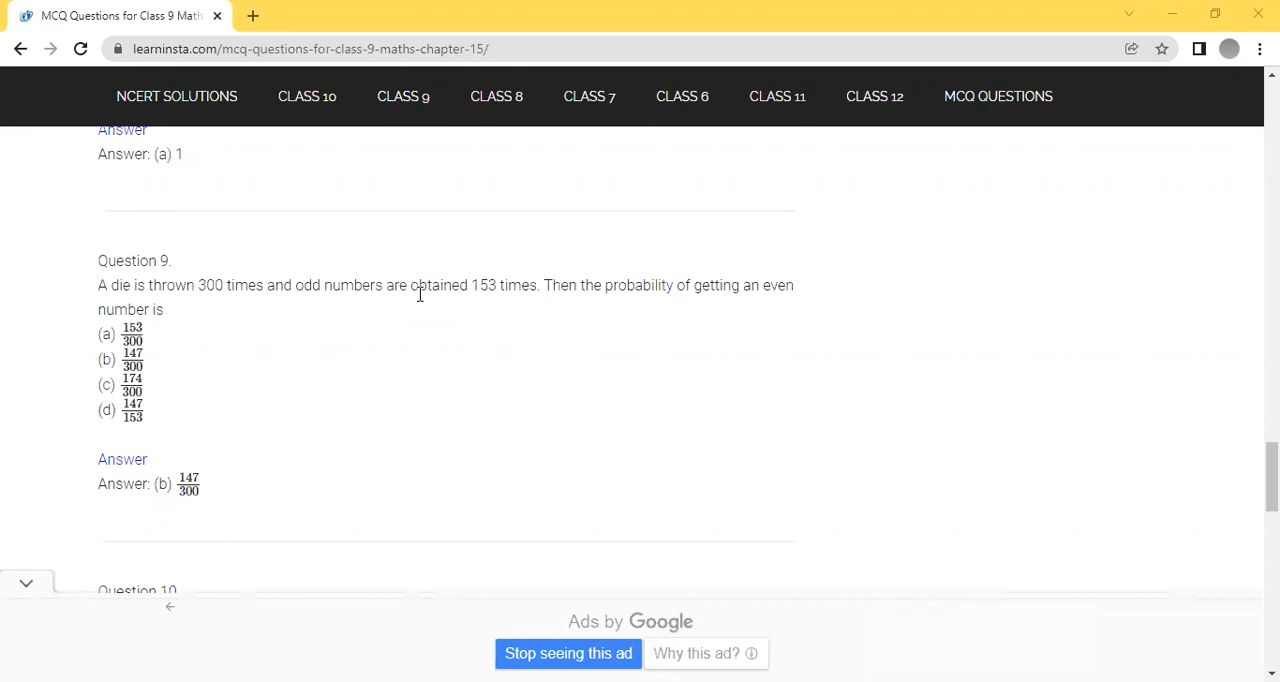 MCQ Questions for Class 9 Math
learninsta.com/mcq-questions-for-class-9-maths-chapter-15/
NCERT SOLUTIONS CLASS 10 CLASS 9 CLASS 8 CLASS 7 CLASS 6 CLASS 11 CLASS 12 MCQ QUESTIONS
Answer
Answer: (a) 1
Question 9.
A die is thrown 300 times and odd numbers are obtained 153 times. Then the probability of getting an even
number is
(a) 153/300
(b) 147/300
(c) 174/300
(d) 147/153
Answer
Answer: (b) 147/300
Question 10
Ads by Google
Stop seeing this ad Why this ad?